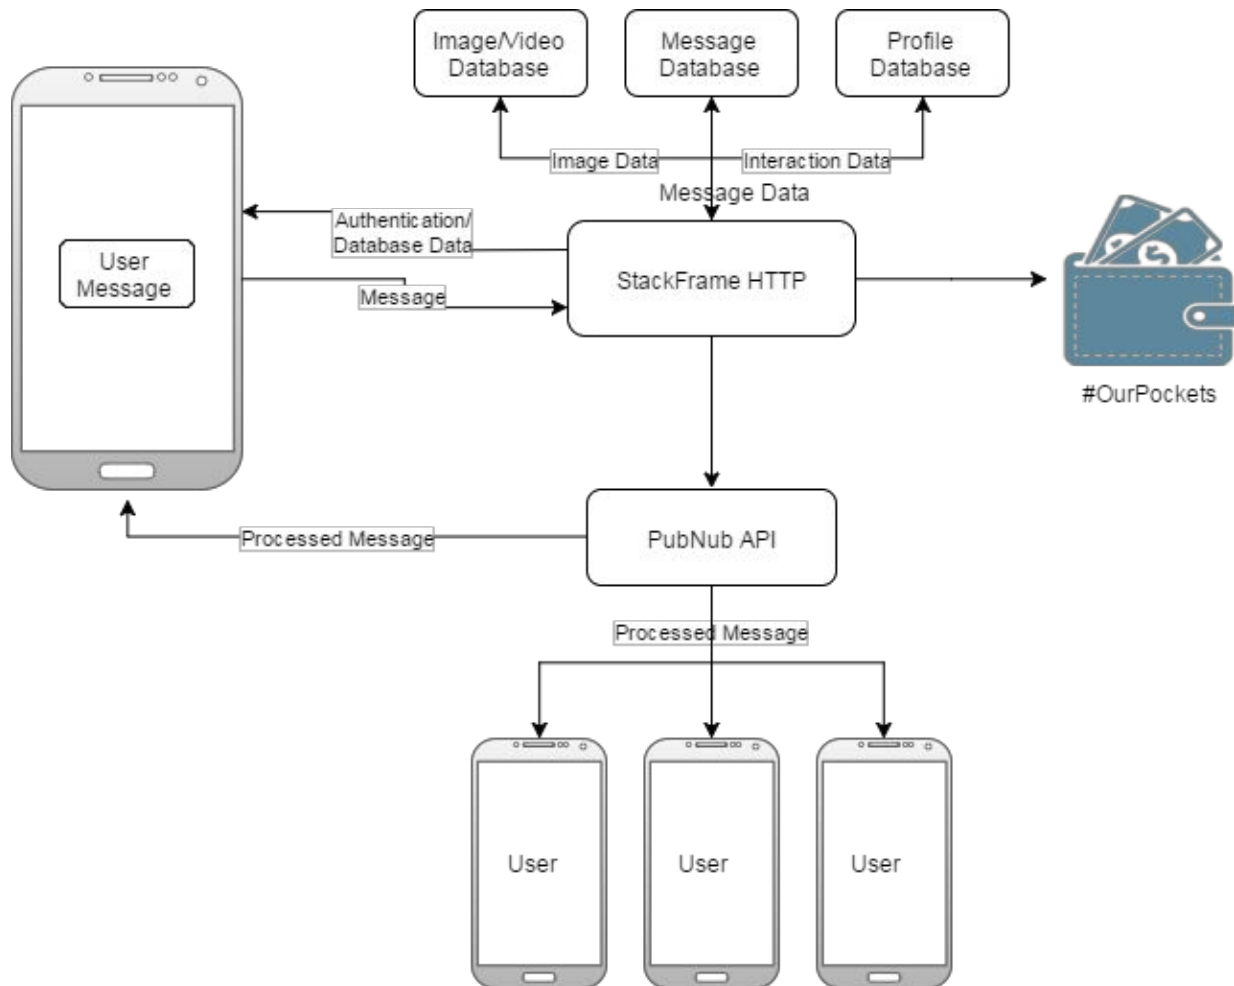 Image/Video
Database
Message
Database
Profile
Database
Image Data
Interaction Data
Message Data
Authentication/
Database Data
User
Message
Message
StackFrame HTTP
#OurPockets
Processed Message
PubNub API
Processed Message
User
User
User